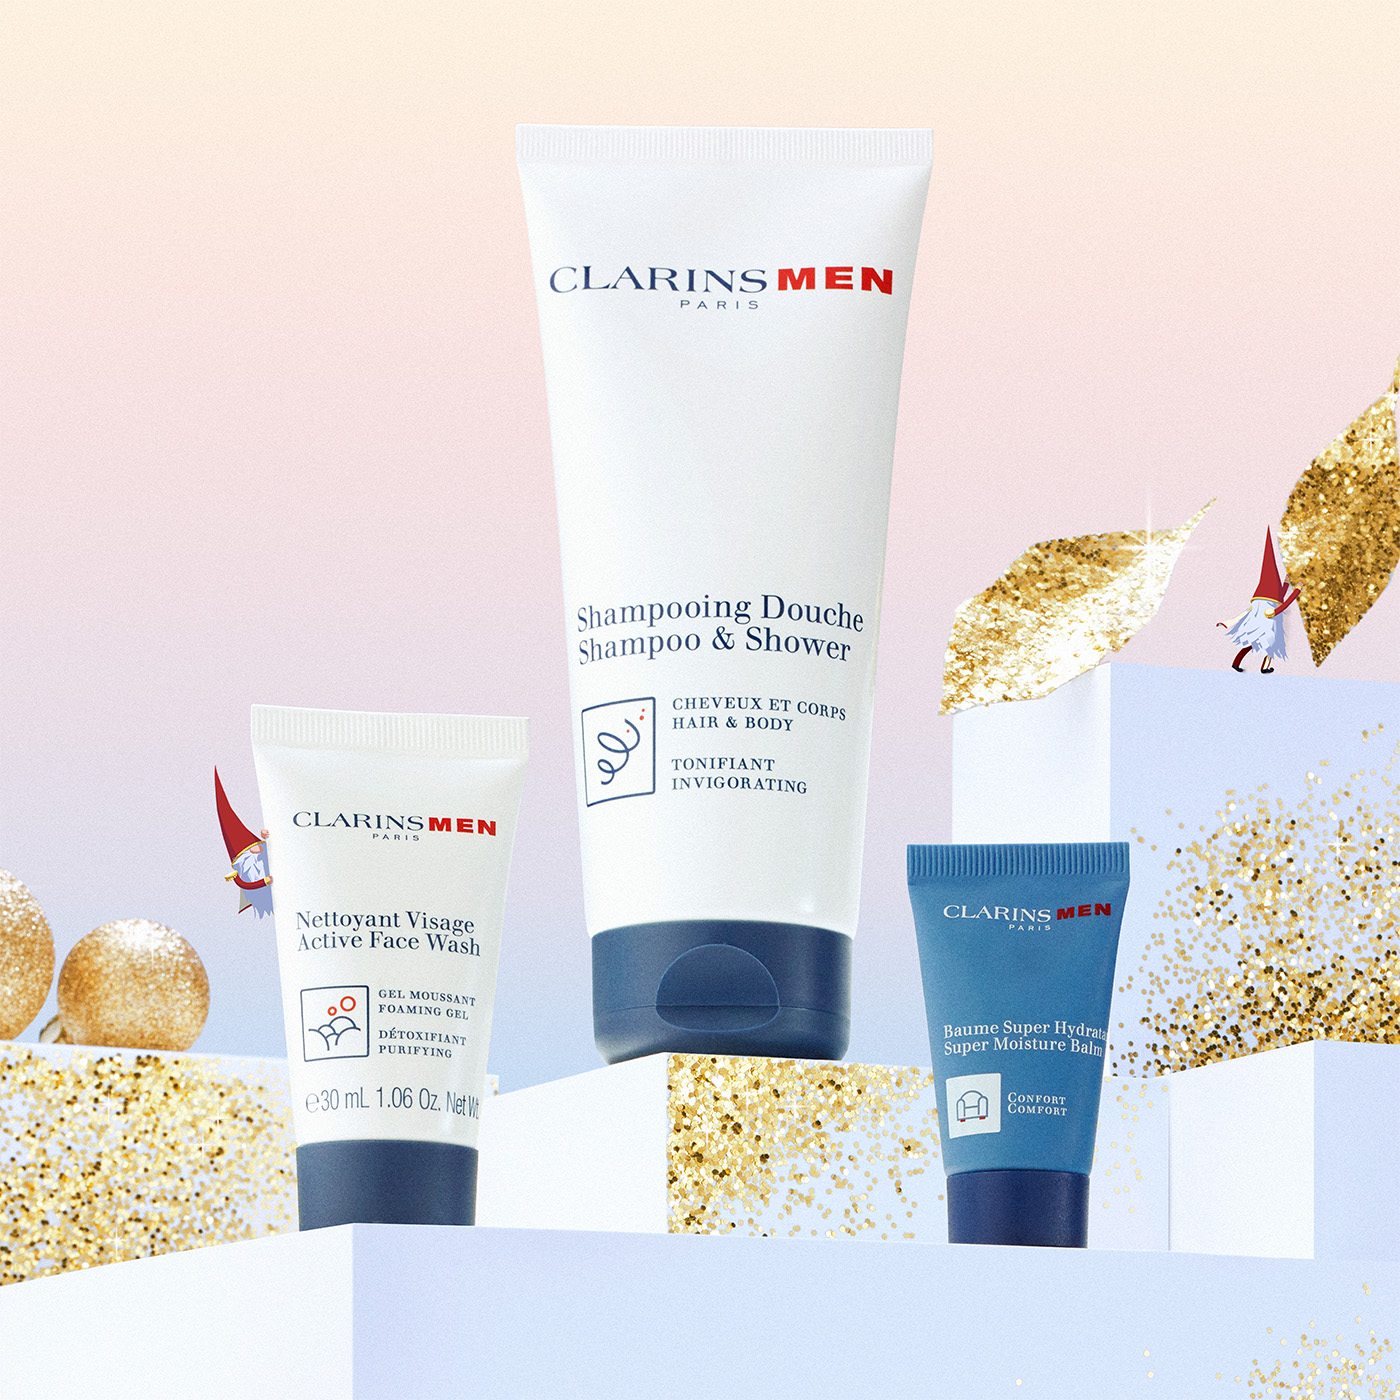 CLARINS MEN
PARIS
Shampooing Douche
Shampoo & Shower
CHEVEUX ET CORPS
HAIR & BODY
TONIFIANT
INVIGORATING
CLARINS MEN
PARIS
Nettoyant Visage
Active Face Wash
GEL MOUSSANT
FOAMING GEL
DÉTOXIFIANT
PURIFYING
℮30 mL 1.06 Oz. Net Wt.
CLARINS MEN
PARIS
Baume Super Hydrata
Super Moisture Balm
CONFORT
COMFORT